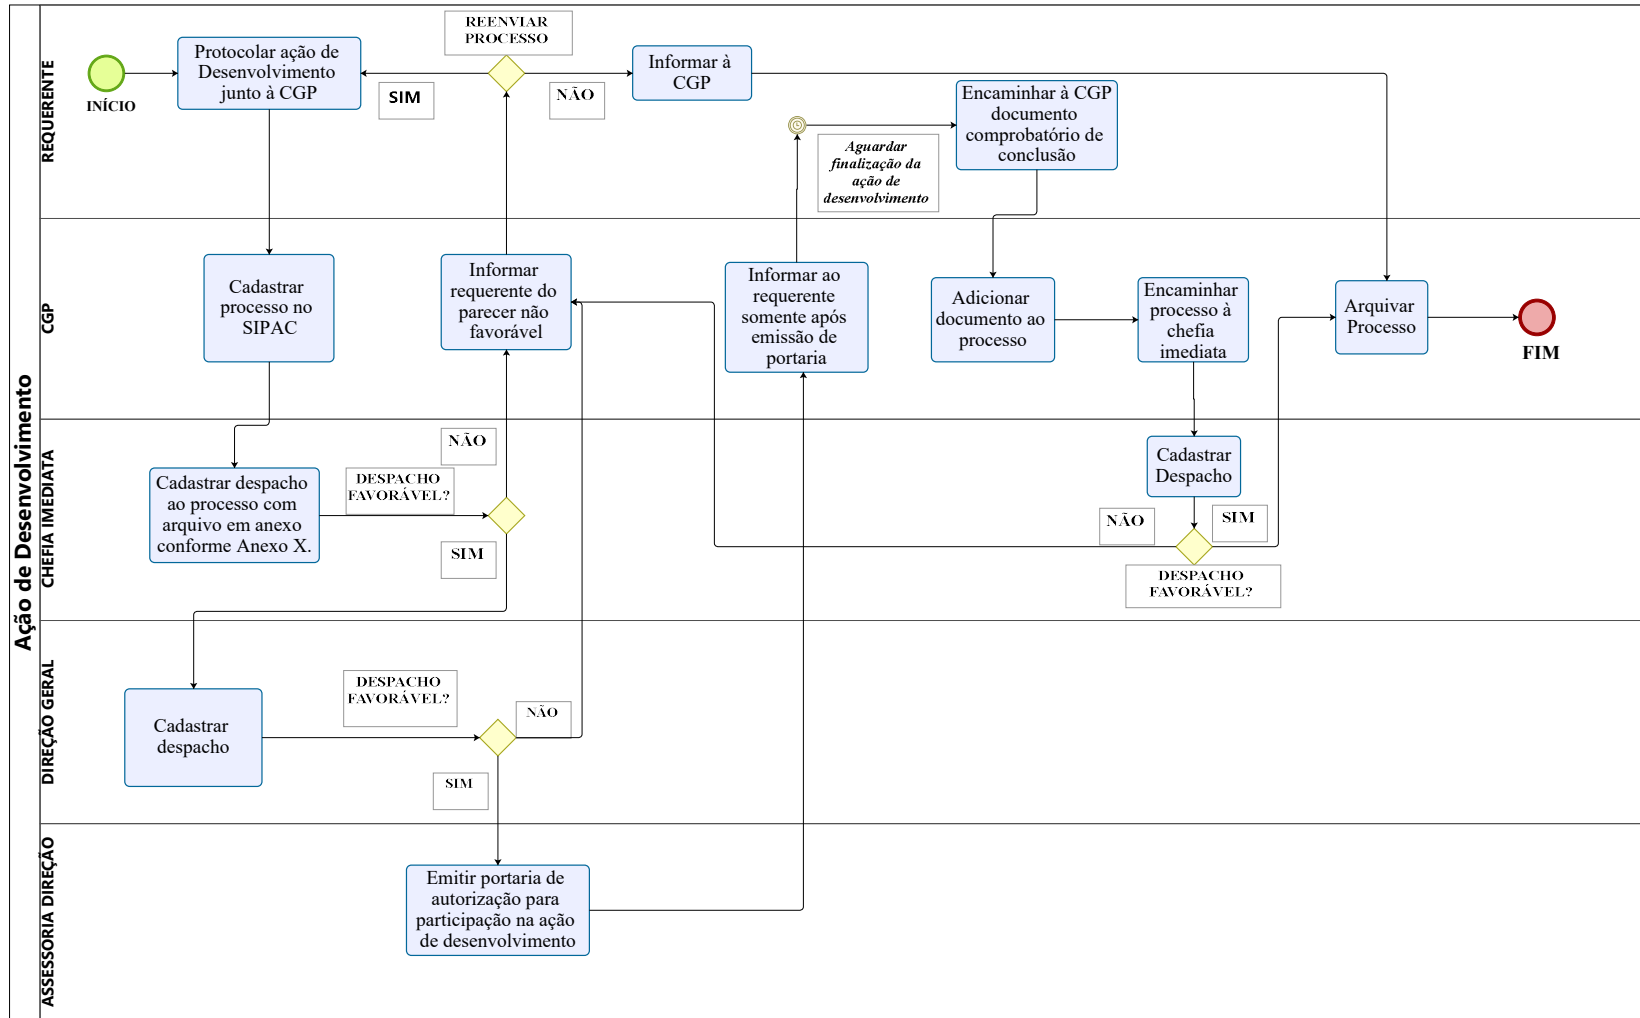 Ação de Desenvolvimento
REQUERENTE
INÍCIO
Protocolar ação de
Desenvolvimento
junto à CGP
SIM
REENVIAR
PROCESSO
NÃO
Informar à
CGP
Aguardar
finalização da
ação de
desenvolvimento
Encaminhar à CGP
documento
comprobatório de
conclusão
CGP
Cadastrar
processo no
SIPAC
Informar
requerente do
parecer não
favorável
Informar ao
requerente
somente após
emissão de
portaria
Adicionar
documento ao
processo
Encaminhar
processo à
chefia
imediata
Arquivar
Processo
FIM
CHEFIA IMEDIATA
Cadastrar despacho
ao processo com
arquivo em anexo
conforme Anexo X.
DESPACHO
FAVORÁVEL?
NÃO
SIM
Cadastrar
Despacho
NÃO
SIM
DESPACHO
FAVORÁVEL?
DIREÇÃO GERAL
Cadastrar
despacho
DESPACHO
FAVORÁVEL?
NÃO
SIM
ASSESSORIA DIREÇÃO
Emitir portaria de
autorização para
participação na ação
de desenvolvimento